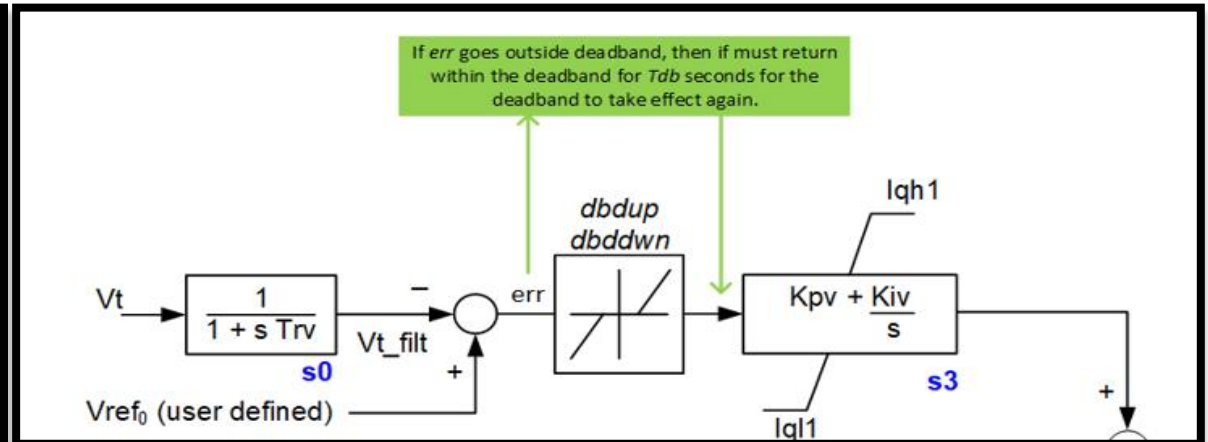 If err goes outside deadband, then if must return
within the deadband for Tdb seconds for the
deadband to take effect again.
Iqh1
dbdup
dbddwn
Vt
1
1 + s Trv
s0
−
Vt_filt
+
err
Kpv + Kiv
s
s3
+
Vref₀ (user defined)
Iql1